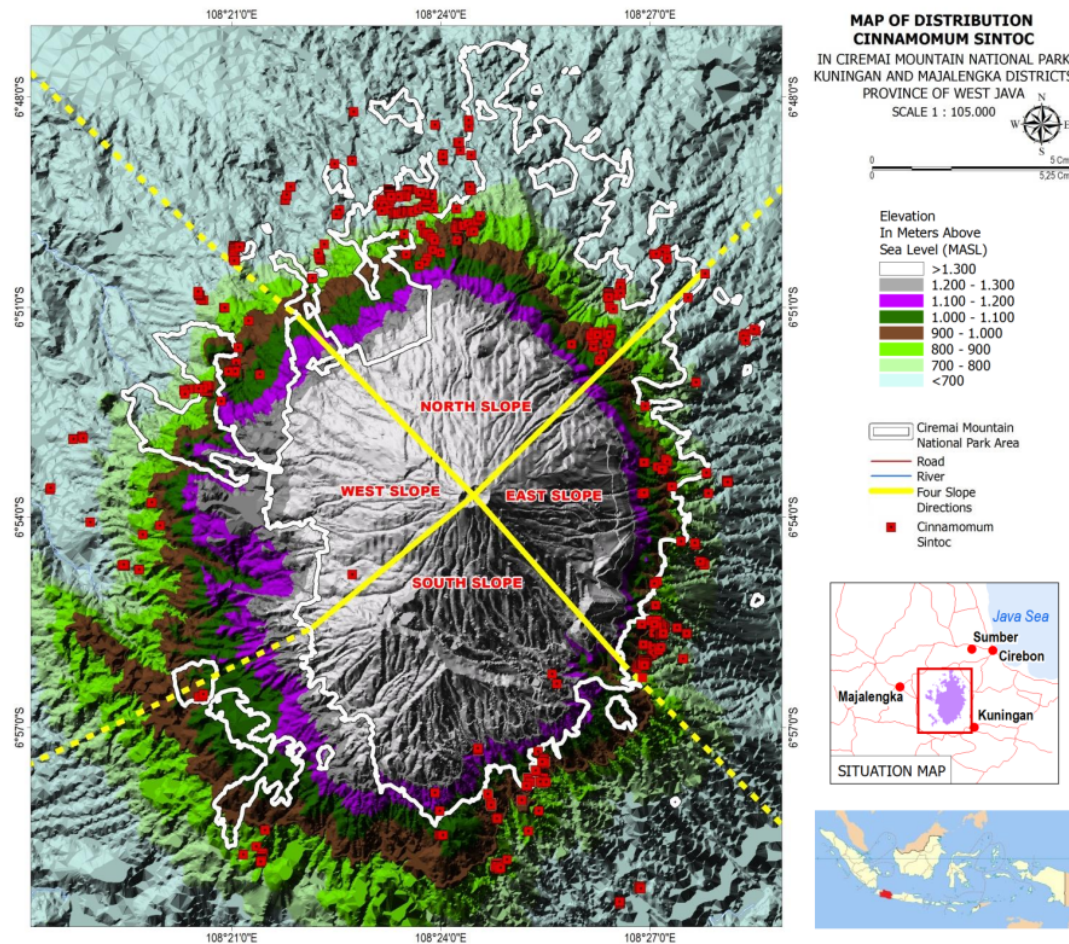 108°21'0"E 108°24'0"E 108°27'0"E
6°48'0"S 6°48'0"S
6°51'0"S 6°51'0"S
6°54'0"S 6°54'0"S
6°57'0"S 6°57'0"S
108°21'0"E 108°24'0"E 108°27'0"E
NORTH SLOPE
WEST SLOPE
EAST SLOPE
SOUTH SLOPE
MAP OF DISTRIBUTION
CINNAMOMUM SINTOC
IN CIREMAI MOUNTAIN NATIONAL PARK
KUNINGAN AND MAJALENGKA DISTRICTS
PROVINCE OF WEST JAVA
SCALE 1 : 105.000
N
W E
S
0 5 Cm
0 5,25 Cm
Elevation
In Meters Above
Sea Level (MASL)
>1.300
1.200 - 1.300
1.100 - 1.200
1.000 - 1.100
900 - 1.000
800 - 900
700 - 800
<700
Ciremai Mountain
National Park Area
Road
River
Four Slope
Directions
Cinnamomum
Sintoc
Java Sea
Sumber
Cirebon
Majalengka
Kuningan
SITUATION MAP